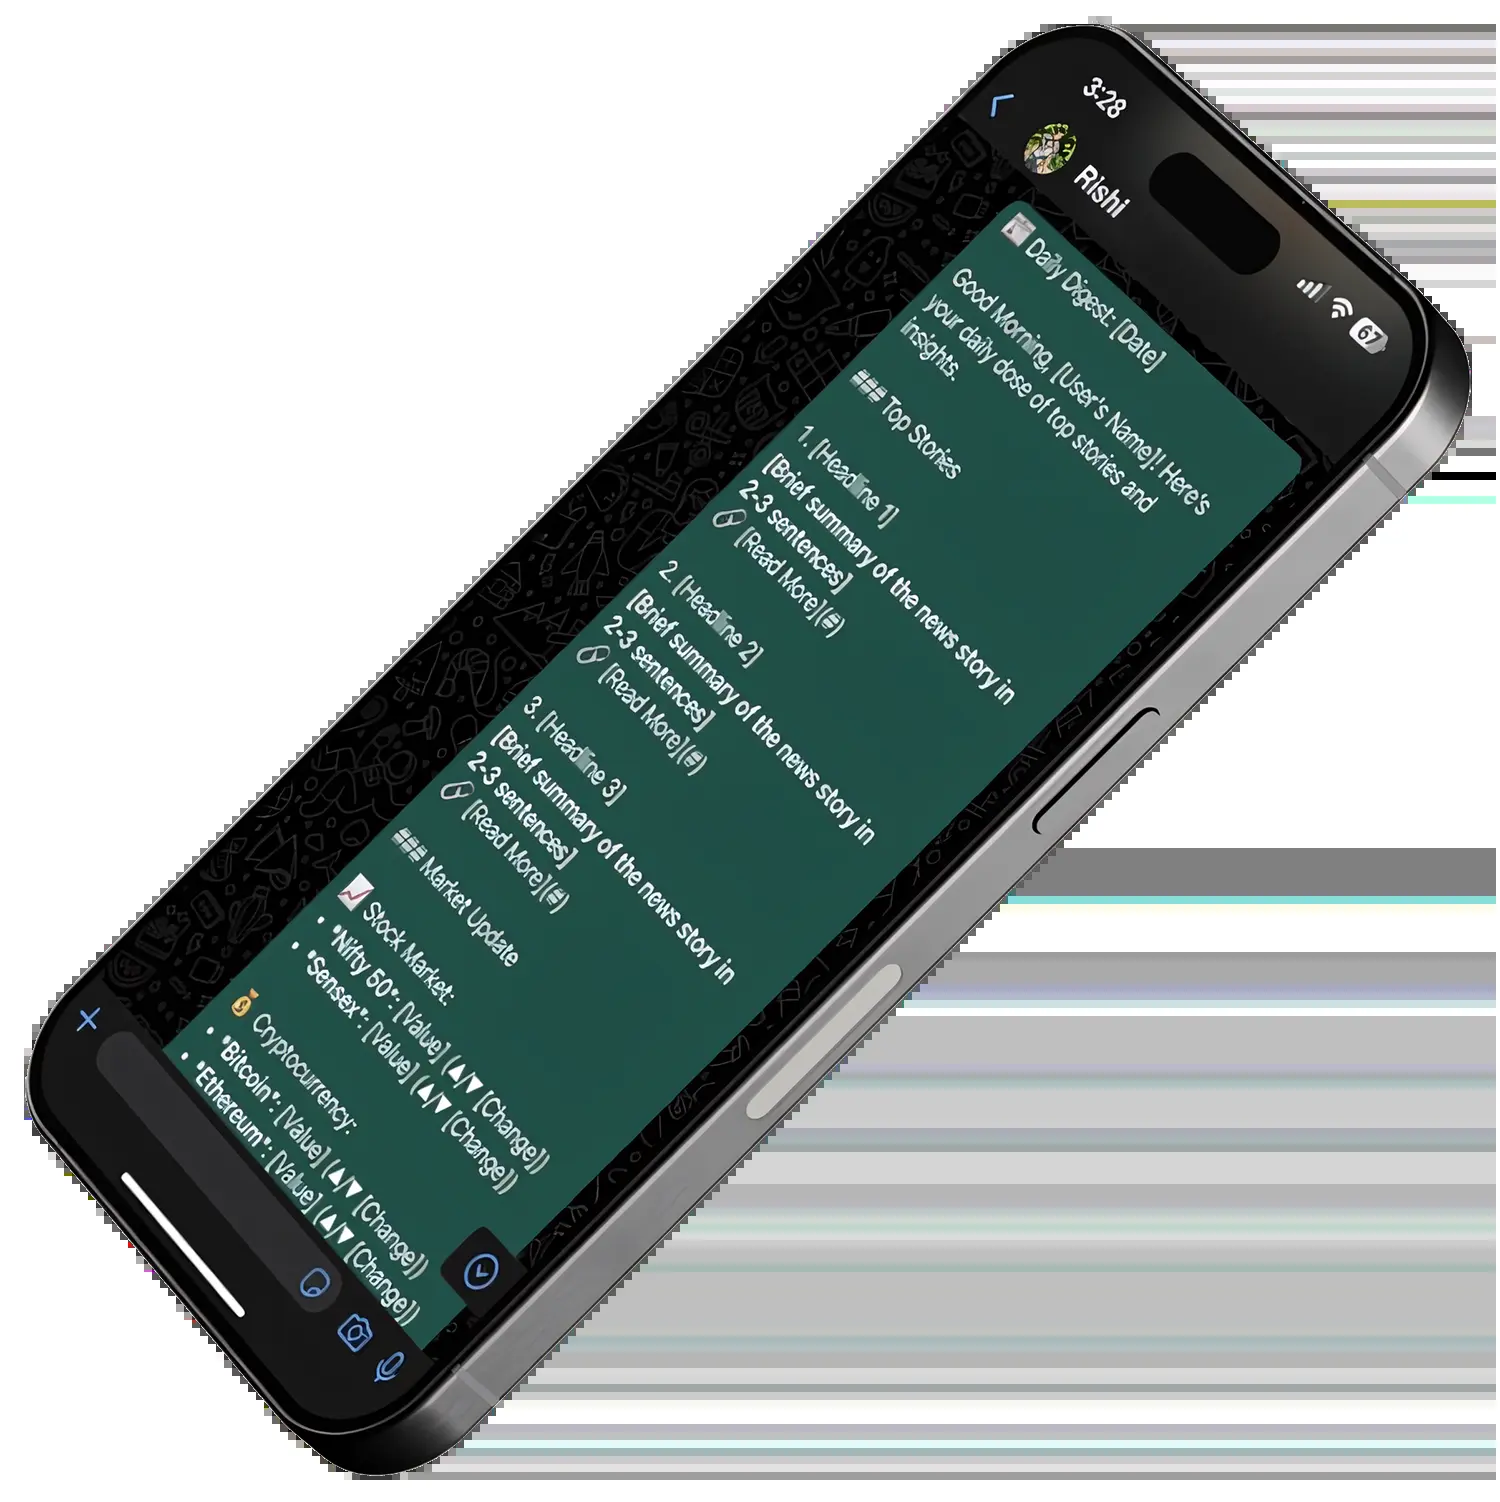 3:28
67
Rishi
Daily Digest: [Date]
Good Morning, [User's Name]! Here's
your daily dose of top stories and
insights.
### Top Stories
1. [Headline 1]
[Brief summary of the news story in
2-3 sentences]
🔗 [Read More](#)
2. [Headline 2]
[Brief summary of the news story in
2-3 sentences]
🔗 [Read More](#)
3. [Headline 3]
[Brief summary of the news story in
2-3 sentences]
🔗 [Read More](#)
### Market Update
📈 Stock Market:
• *Nifty 50*: [Value] (▲/▼ [Change])
• *Sensex*: [Value] (▲/▼ [Change])
💰 Cryptocurrency:
• *Bitcoin*: [Value] (▲/▼ [Change])
• *Ethereum*: [Value] (▲/▼ [Change])